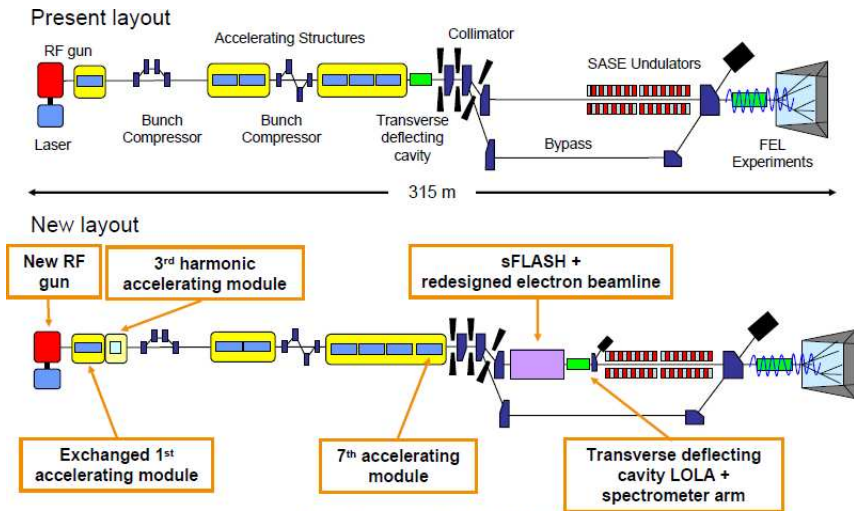 Present layout
RF gun
Accelerating Structures
Collimator
SASE Undulators
Laser
Bunch
Compressor
Bunch
Compressor
Transverse
deflecting
cavity
Bypass
FEL
Experiments
315 m
New layout
New RF
gun
3rd harmonic
accelerating module
sFLASH +
redesigned electron beamline
Exchanged 1st
accelerating module
7th accelerating
module
Transverse deflecting
cavity LOLA +
spectrometer arm